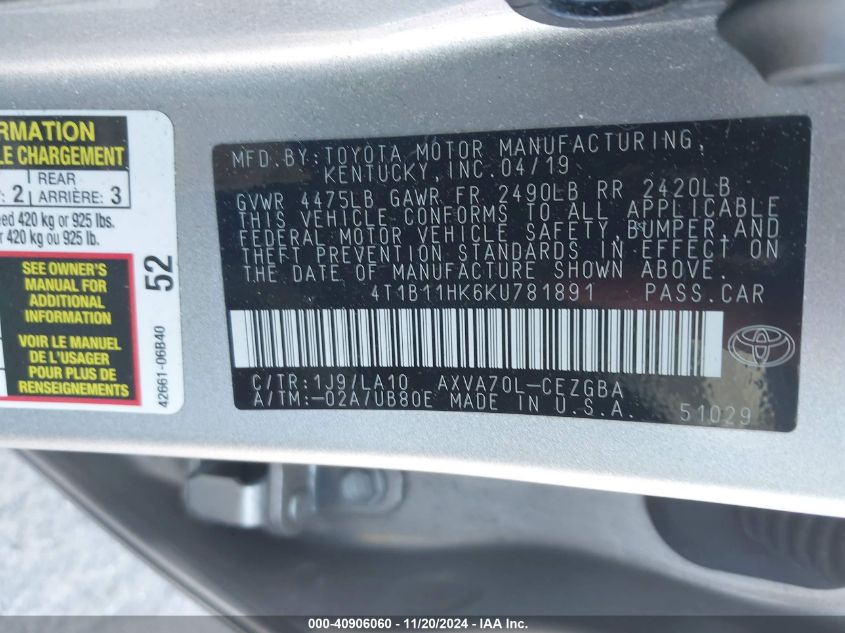 RMATION
LE CHARGEMENT
REAR
2 ARRIÈRE: 3
ed 420 kg or 925 lbs.
r 420 kg ou 925 lb.
SEE OWNER'S
MANUAL FOR
ADDITIONAL
INFORMATION
VOIR LE MANUEL
DE L'USAGER
POUR PLUS DE
RENSEIGNEMENTS
52
42661-06B40
MFD.BY:TOYOTA MOTOR MANUFACTURING,
KENTUCKY,INC.04/19
GVWR 4475LB GAWR FR 2490LB RR 2420LB
THIS VEHICLE CONFORMS TO ALL APPLICABLE
FEDERAL MOTOR VEHICLE SAFETY,BUMPER,AND
THEFT PREVENTION STANDARDS IN EFFECT ON
THE DATE OF MANUFACTURE SHOWN ABOVE.
4T1B11HK6KU781891 PASS.CAR
C/TR:1J9/LA10 AXVA70L-CEZGBA
A/TM:-02A/UB80E MADE IN U.S.A.
51029
000-40906060 - 11/20/2024 - IAA Inc.